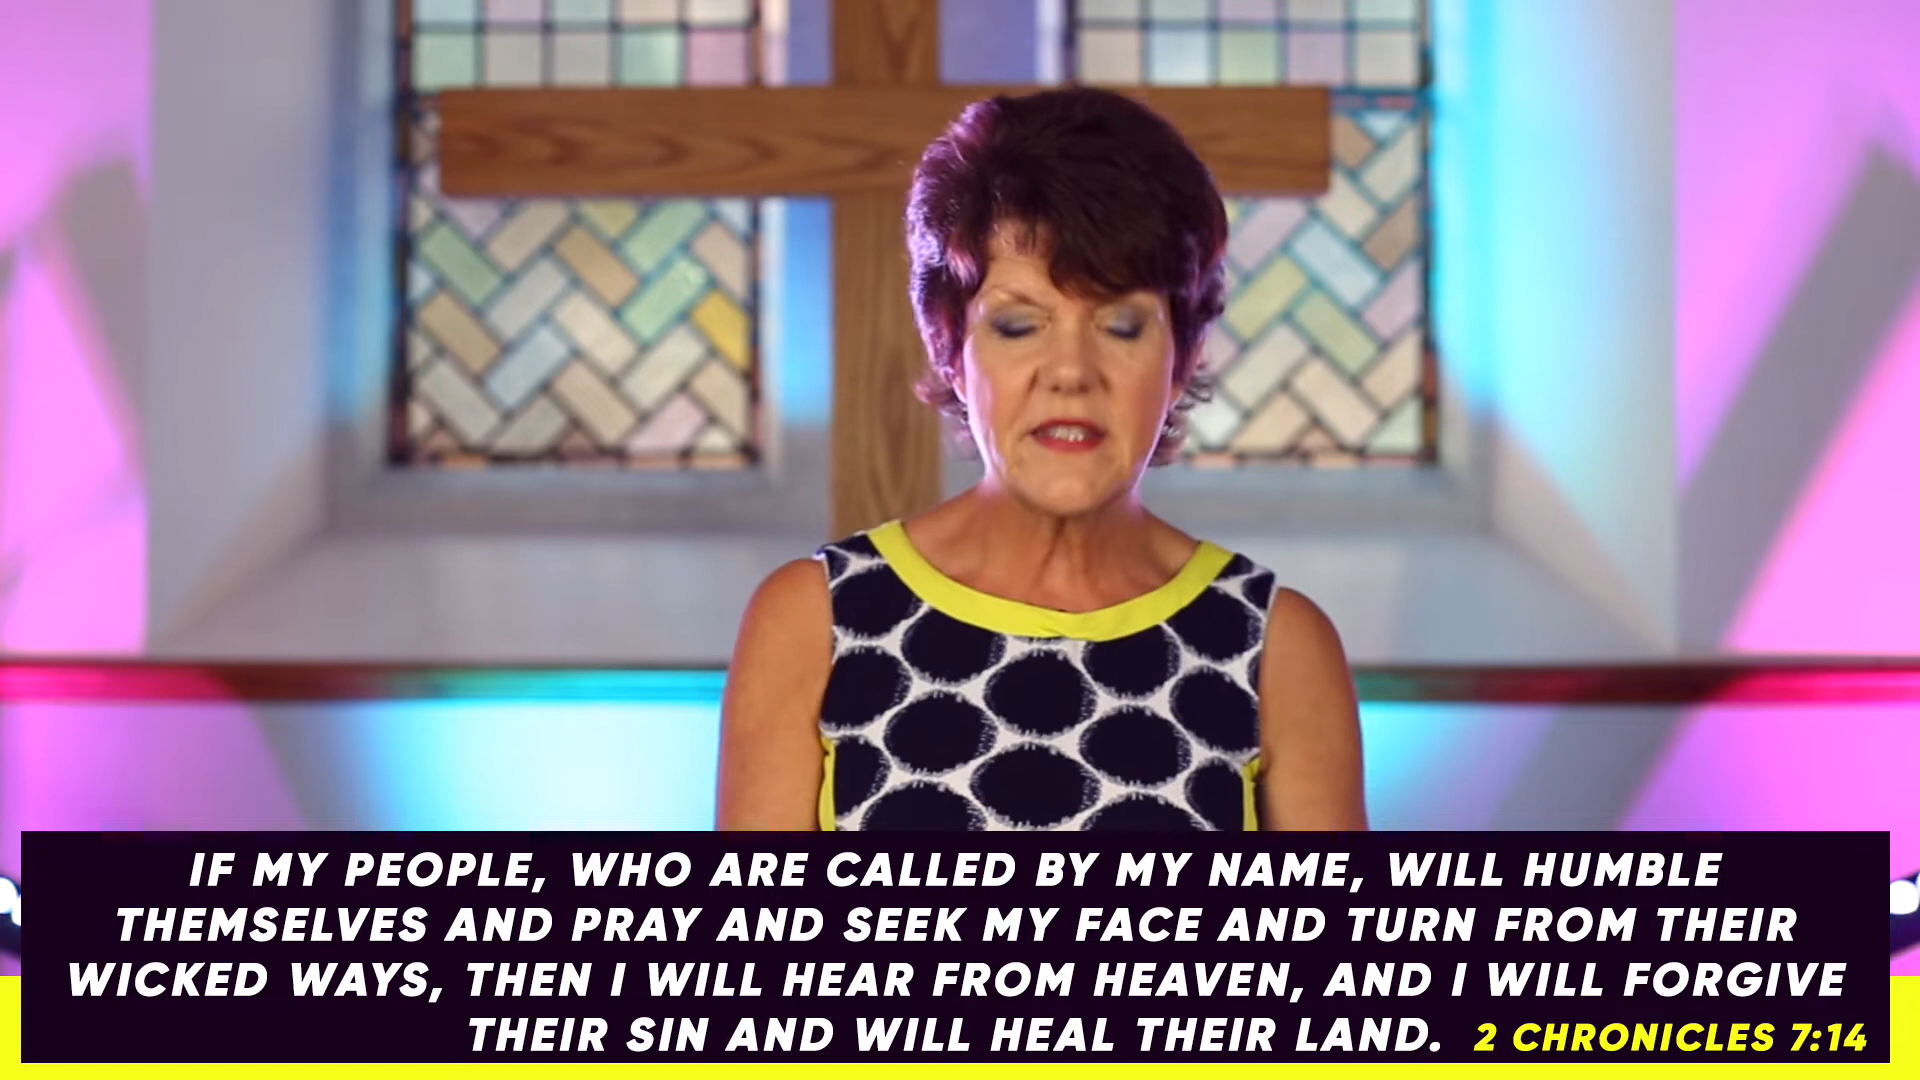 IF MY PEOPLE, WHO ARE CALLED BY MY NAME, WILL HUMBLE
THEMSELVES AND PRAY AND SEEK MY FACE AND TURN FROM THEIR
WICKED WAYS, THEN I WILL HEAR FROM HEAVEN, AND I WILL FORGIVE
THEIR SIN AND WILL HEAL THEIR LAND. 2 CHRONICLES 7:14